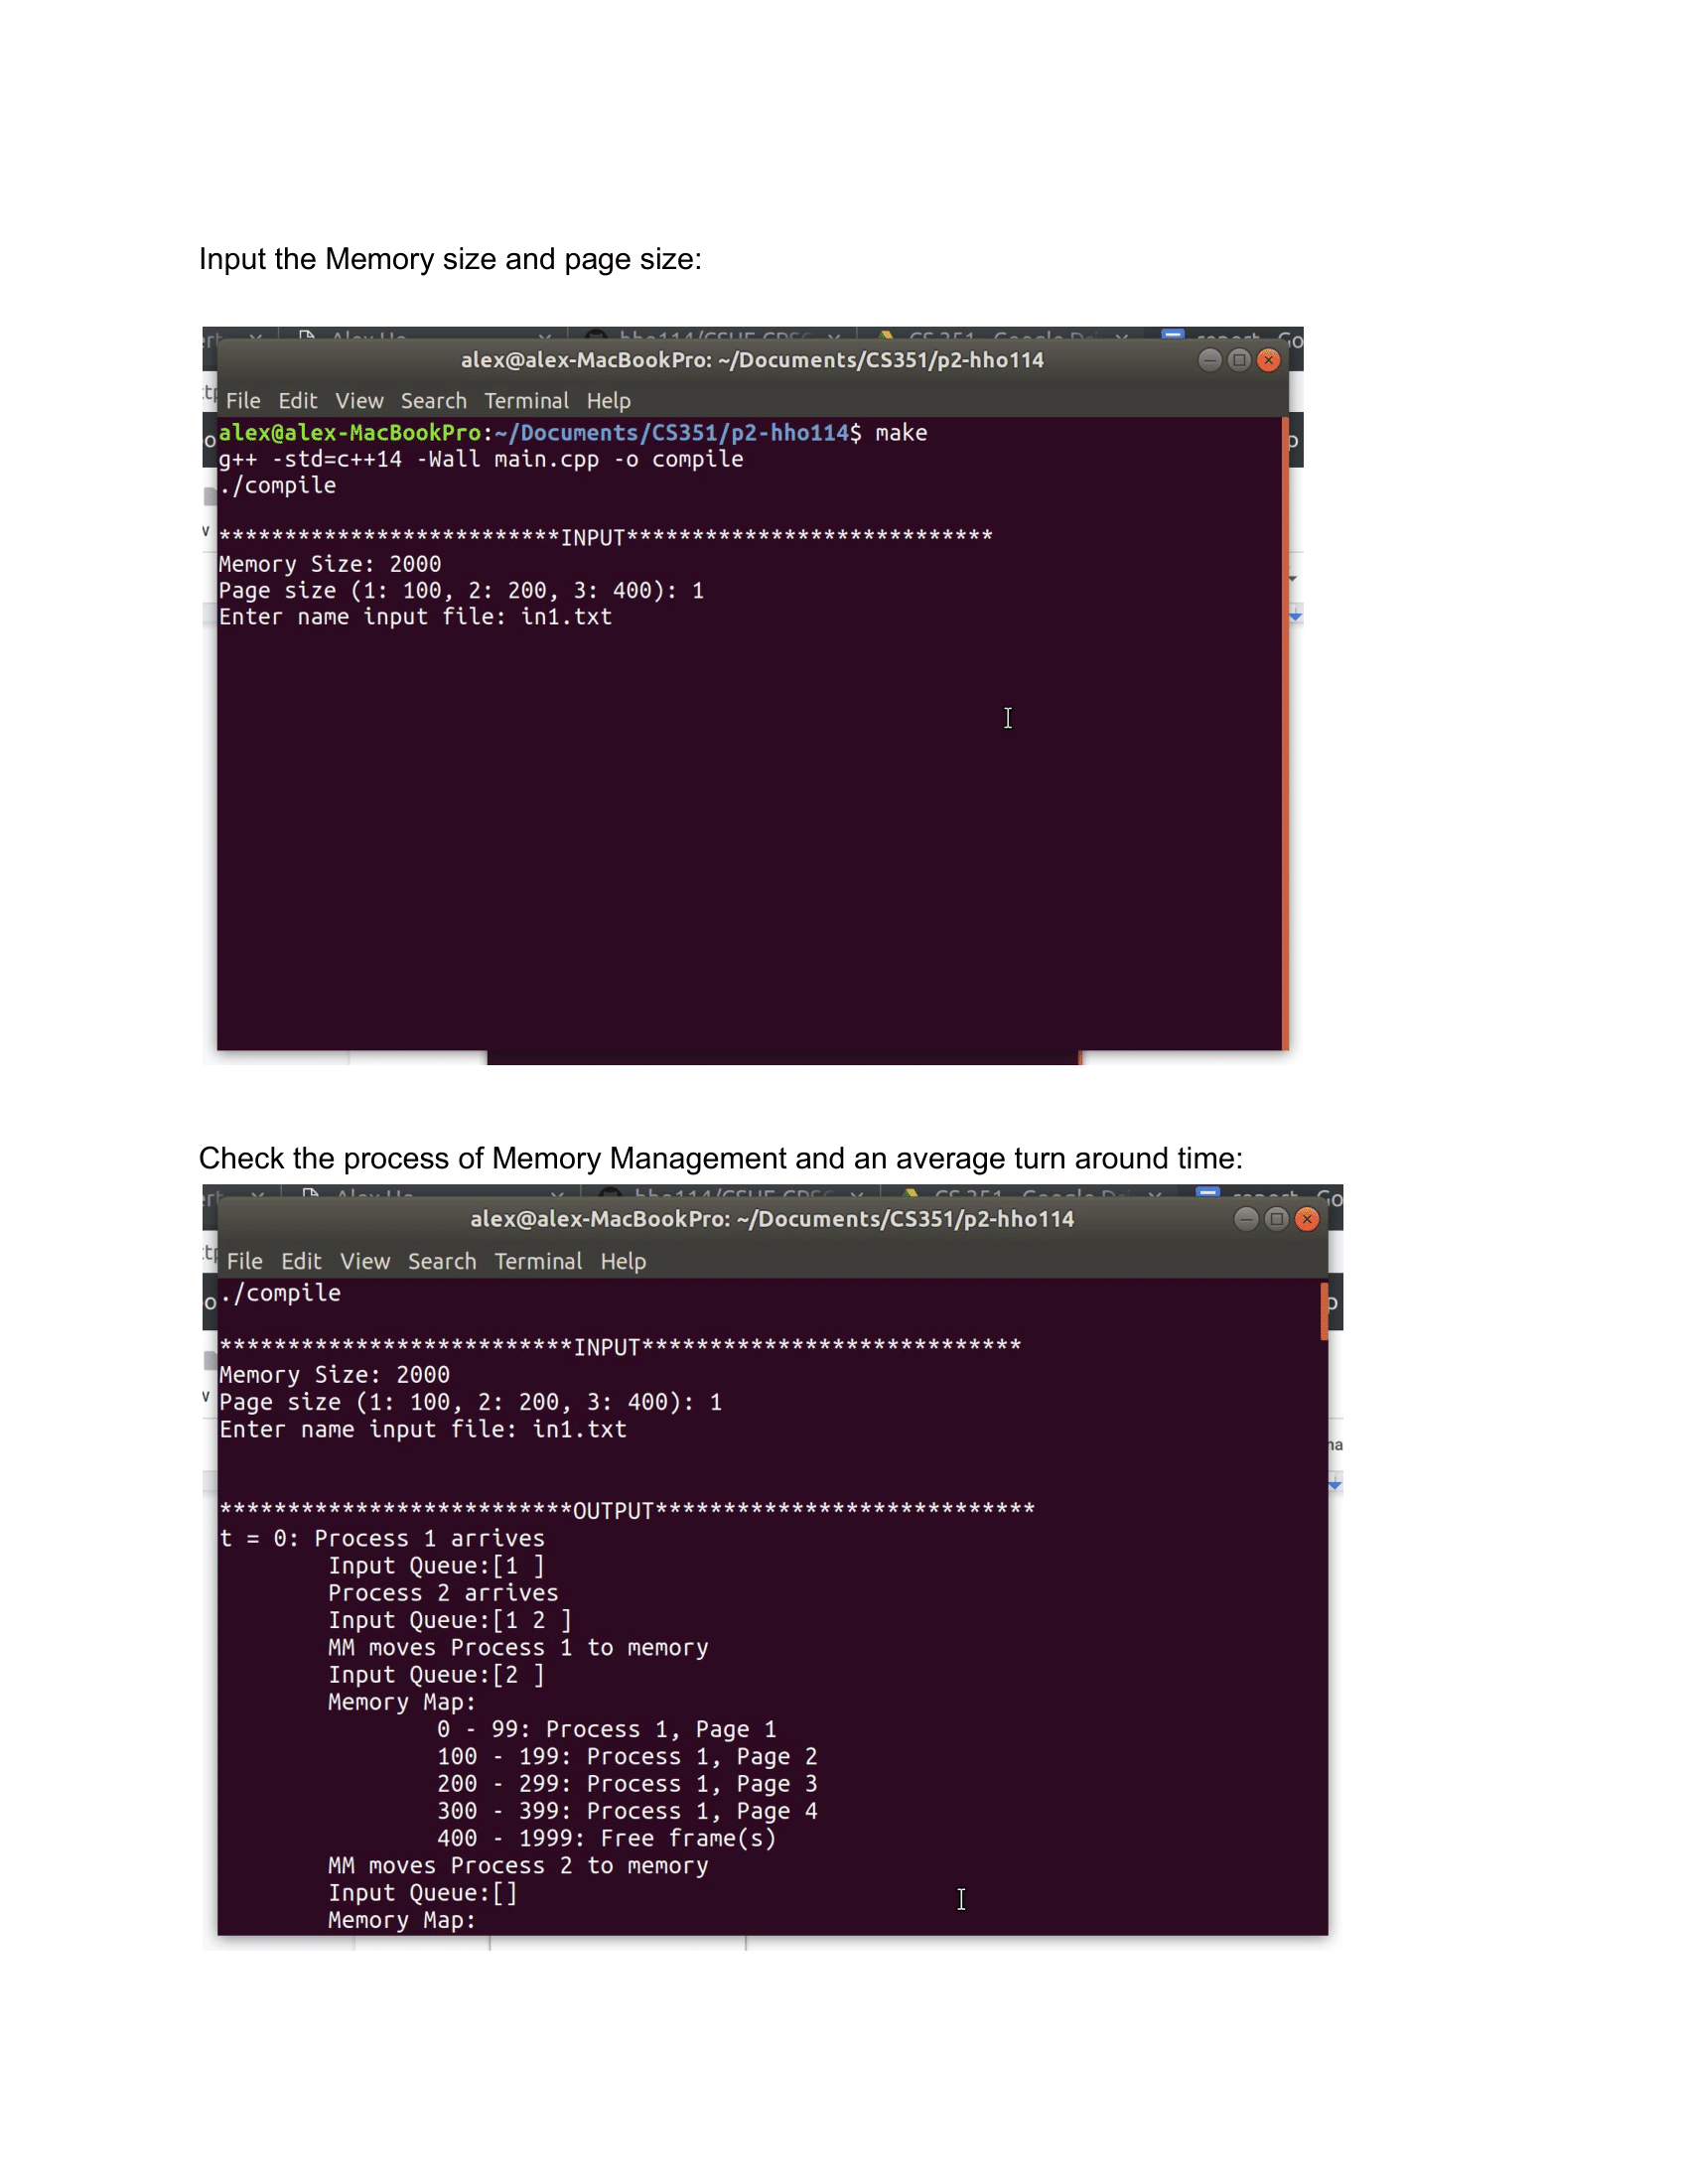 Input the Memory size and page size:
alex@alex-MacBookPro: ~/Documents/CS351/p2-hho114
File Edit View Search Terminal Help
alex@alex-MacBookPro:~/Documents/CS351/p2-hho114$ make
g++ -std=c++14 -Wall main.cpp -o compile
./compile
**************************INPUT****************************
Memory Size: 2000
Page size (1: 100, 2: 200, 3: 400): 1
Enter name input file: in1.txt
Check the process of Memory Management and an average turn around time:
alex@alex-MacBookPro: ~/Documents/CS351/p2-hho114
File Edit View Search Terminal Help
./compile
**************************INPUT****************************
Memory Size: 2000
Page size (1: 100, 2: 200, 3: 400): 1
Enter name input file: in1.txt
**************************OUTPUT****************************
t = 0: Process 1 arrives
Input Queue:[1 ]
Process 2 arrives
Input Queue:[1 2 ]
MM moves Process 1 to memory
Input Queue:[2 ]
Memory Map:
0 - 99: Process 1, Page 1
100 - 199: Process 1, Page 2
200 - 299: Process 1, Page 3
300 - 399: Process 1, Page 4
400 - 1999: Free frame(s)
MM moves Process 2 to memory
Input Queue:[]
Memory Map: